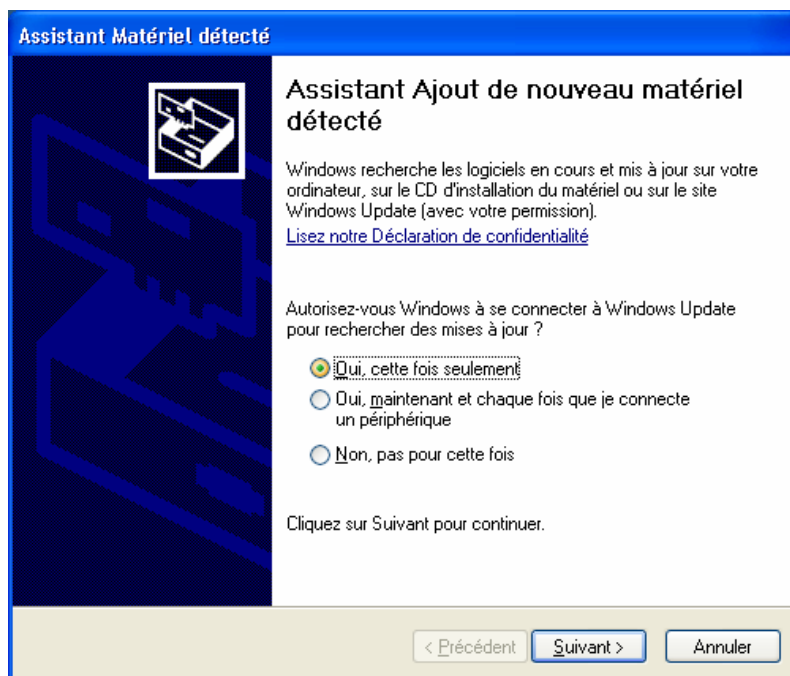 Assistant Matériel détecté
Assistant Ajout de nouveau matériel
détecté
Windows recherche les logiciels en cours et mis à jour sur votre
ordinateur, sur le CD d'installation du matériel ou sur le site
Windows Update (avec votre permission).
Lisez notre Déclaration de confidentialité
Autorisez-vous Windows à se connecter à Windows Update
pour rechercher des mises à jour ?
Oui, cette fois seulement
Oui, maintenant et chaque fois que je connecte
un périphérique
Non, pas pour cette fois
Cliquez sur Suivant pour continuer.
< Précédent Suivant > Annuler